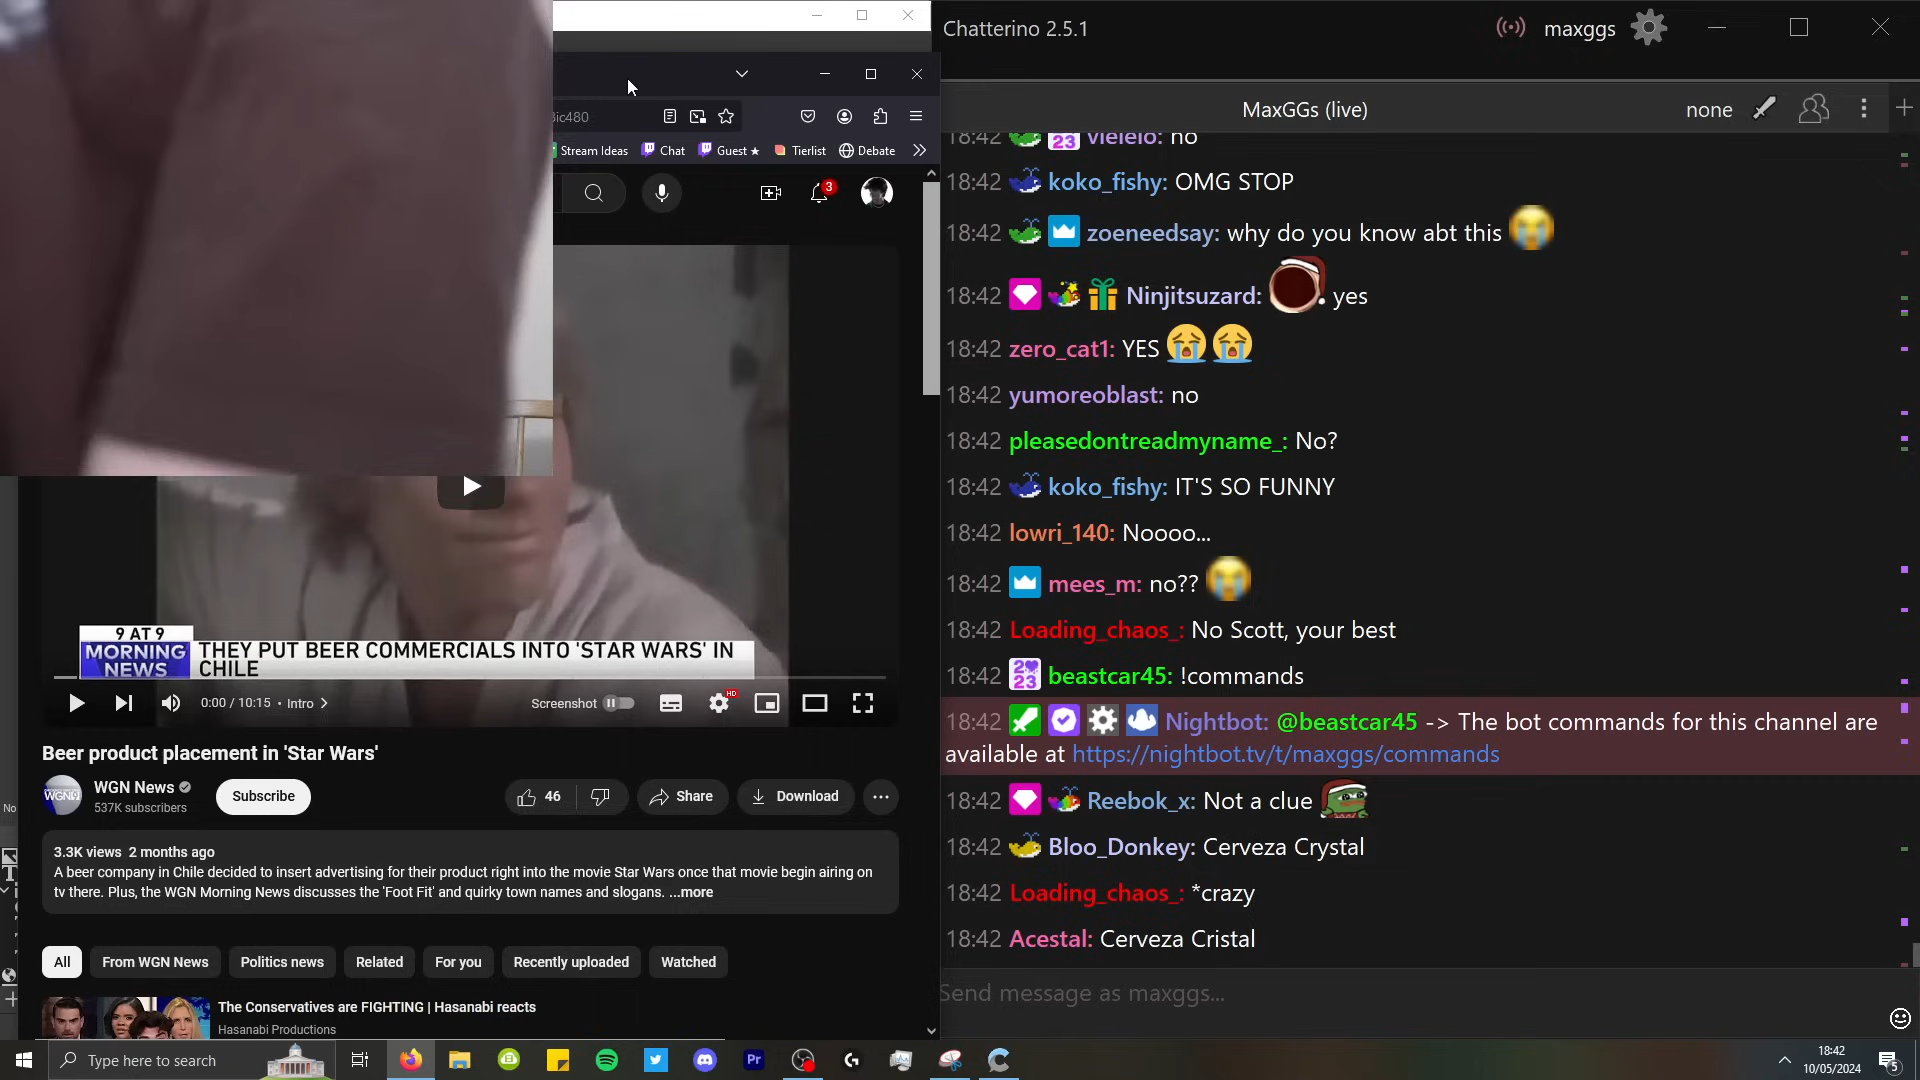 Chatterino 2.5.1
maxggs
MaxGGs (live)
none
3ic480
Stream Ideas
Chat
Guest ★
Tierlist
Debate
3
18:42 23 vielelo: no
18:42 koko_fishy: OMG STOP
18:42 zoeneedsay: why do you know abt this
18:42 Ninjitsuzard: yes
18:42 zero_cat1: YES
18:42 yumoreoblast: no
18:42 pleasedontreadmyname_: No?
18:42 koko_fishy: IT'S SO FUNNY
18:42 lowri_140: Noooo...
18:42 mees_m: no??
18:42 Loading_chaos_: No Scott, your best
18:42 beastcar45: !commands
18:42 Nightbot: @beastcar45 -> The bot commands for this channel are
available at https://nightbot.tv/t/maxggs/commands
18:42 Reebok_x: Not a clue
18:42 Bloo_Donkey: Cerveza Crystal
18:42 Loading_chaos_: *crazy
18:42 Acestal: Cerveza Cristal
Send message as maxggs...
9 AT 9
MORNING
NEWS
THEY PUT BEER COMMERCIALS INTO 'STAR WARS' IN
CHILE
0:00 / 10:15 • Intro
Screenshot
HD
Beer product placement in 'Star Wars'
WGN News
537K subscribers
Subscribe
46
Share
Download
3.3K views 2 months ago
A beer company in Chile decided to insert advertising for their product right into the movie Star Wars once that movie begin airing on
tv there. Plus, the WGN Morning News discusses the 'Foot Fit' and quirky town names and slogans. ...more
All
From WGN News
Politics news
Related
For you
Recently uploaded
Watched
The Conservatives are FIGHTING | Hasanabi reacts
Hasanabi Productions
No
Type here to search
Pr
18:42
10/05/2024
5